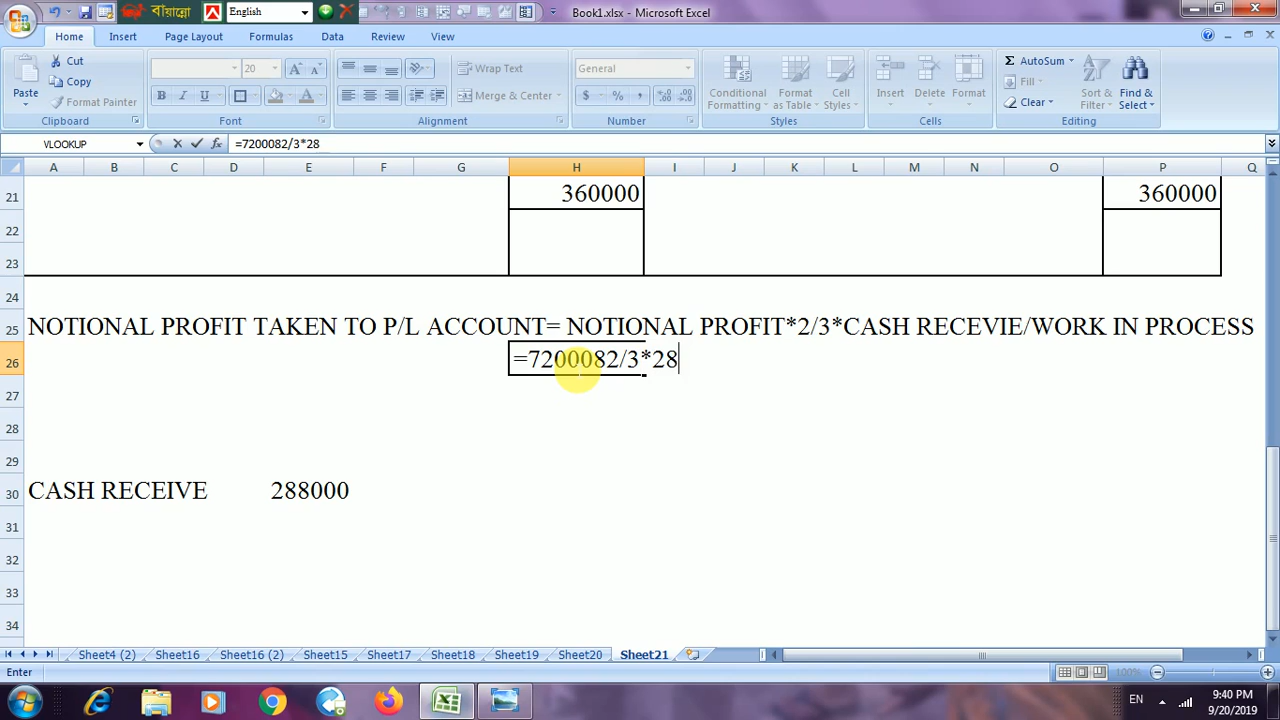 বায়ান্নো English Book1.xlsx - Microsoft Excel
Home Insert Page Layout Formulas Data Review View
Paste Cut Copy Format Painter Clipboard
20 B I U A A A Font
Wrap Text Merge & Center Alignment
General $ % , Number
Conditional Formatting Format as Table Cell Styles Styles
Insert Delete Format Cells
Σ AutoSum Fill Clear Sort & Filter Find & Select Editing
VLOOKUP fx =7200082/3*28
A B C D E F G H I J K L M N O P Q
21 360000 360000
22
23
24
25 NOTIONAL PROFIT TAKEN TO P/L ACCOUNT= NOTIONAL PROFIT*2/3*CASH RECEVIE/WORK IN PROCESS
26 =7200082/3*28
27
28
29
30 CASH RECEIVE 288000
31
32
33
34
Sheet4 (2) Sheet16 Sheet16 (2) Sheet15 Sheet17 Sheet18 Sheet19 Sheet20 Sheet21
Enter 100%
EN 9:40 PM
9/20/2019